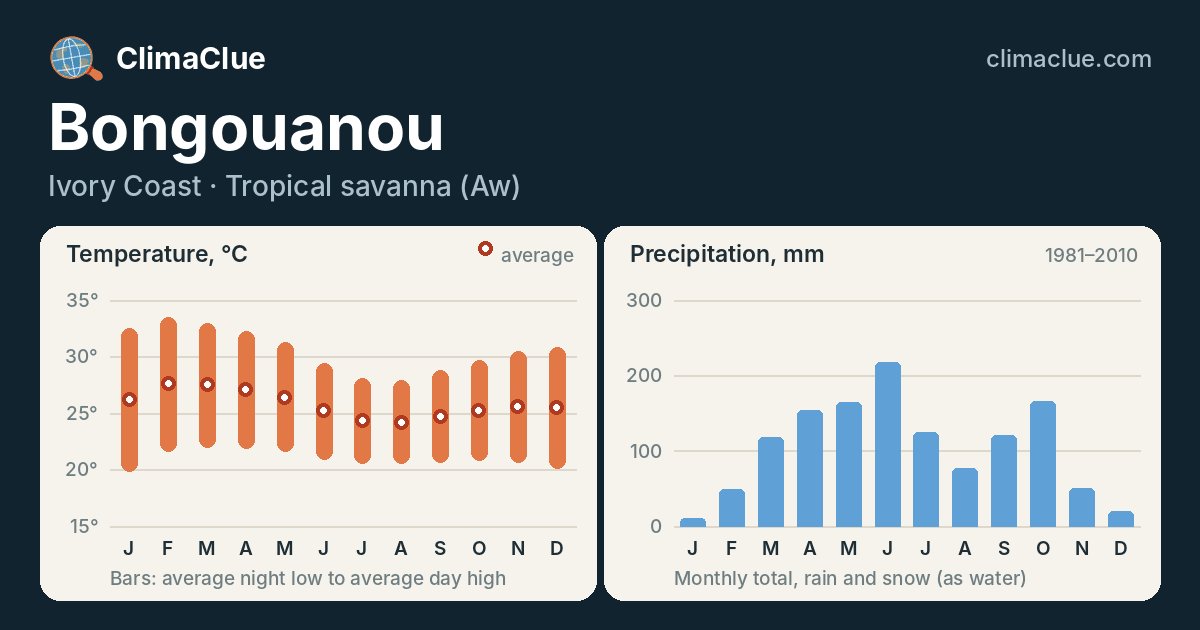 ClimaClue
climaclue.com
Bongouanou
Ivory Coast · Tropical savanna (Aw)
Temperature, °C
average
35°
30°
25°
20°
15°
J F M A M J J A S O N D
Bars: average night low to average day high
Precipitation, mm
1981–2010
300
200
100
0
J F M A M J J A S O N D
Monthly total, rain and snow (as water)